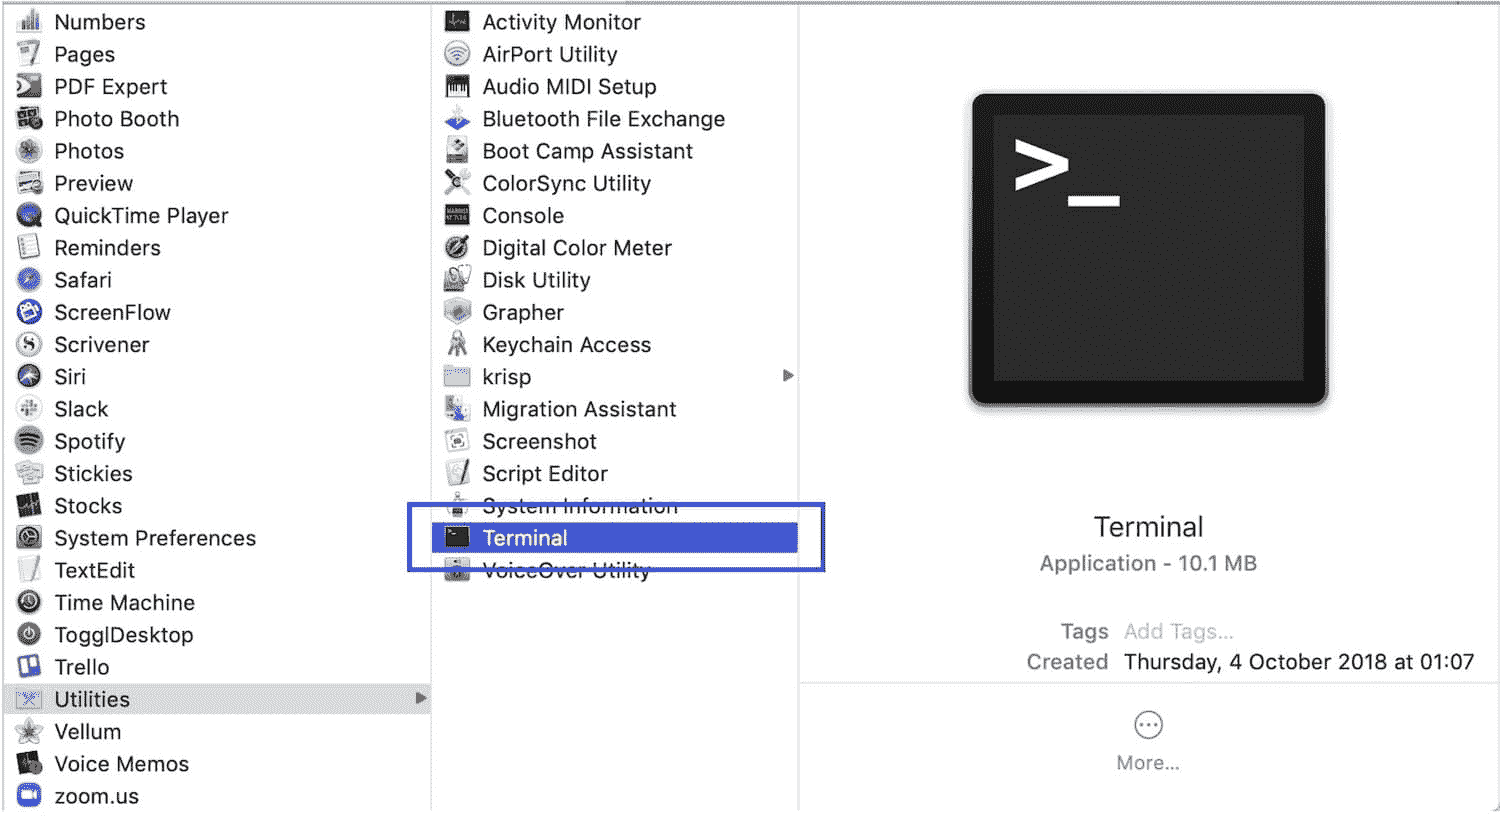 Numbers
Pages
PDF Expert
Photo Booth
Photos
Preview
QuickTime Player
Reminders
Safari
ScreenFlow
Scrivener
Siri
Slack
Spotify
Stickies
Stocks
System Preferences
TextEdit
Time Machine
TogglDesktop
Trello
Utilities
Vellum
Voice Memos
zoom.us
Activity Monitor
AirPort Utility
Audio MIDI Setup
Bluetooth File Exchange
Boot Camp Assistant
ColorSync Utility
Console
Digital Color Meter
Disk Utility
Grapher
Keychain Access
krisp
Migration Assistant
Screenshot
Script Editor
System Information
Terminal
VoiceOver Utility
>_
Terminal
Application - 10.1 MB
Tags Add Tags...
Created Thursday, 4 October 2018 at 01:07
More...